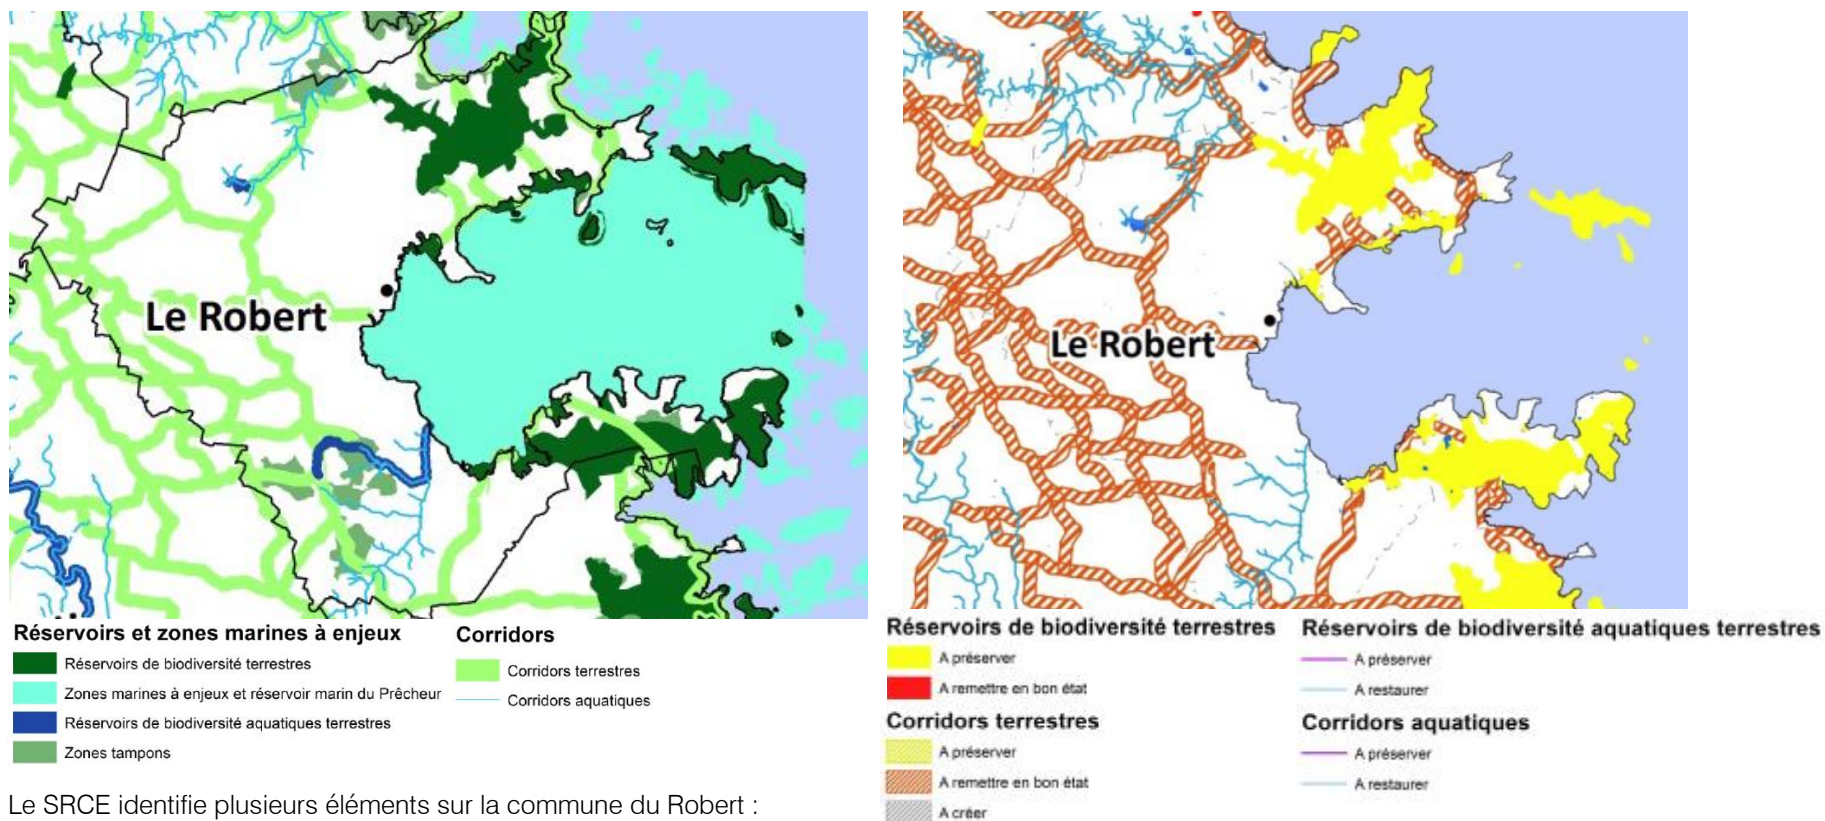 Le Robert
Réservoirs et zones marines à enjeux
Réservoirs de biodiversité terrestres
Zones marines à enjeux et réservoir marin du Prêcheur
Réservoirs de biodiversité aquatiques terrestres
Zones tampons
Corridors
Corridors terrestres
Corridors aquatiques
Le SRCE identifie plusieurs éléments sur la commune du Robert :
Le Robert
Réservoirs de biodiversité terrestres
A préserver
A remettre en bon état
Corridors terrestres
A préserver
A remettre en bon état
A créer
Réservoirs de biodiversité aquatiques terrestres
A préserver
A restaurer
Corridors aquatiques
A préserver
A restaurer